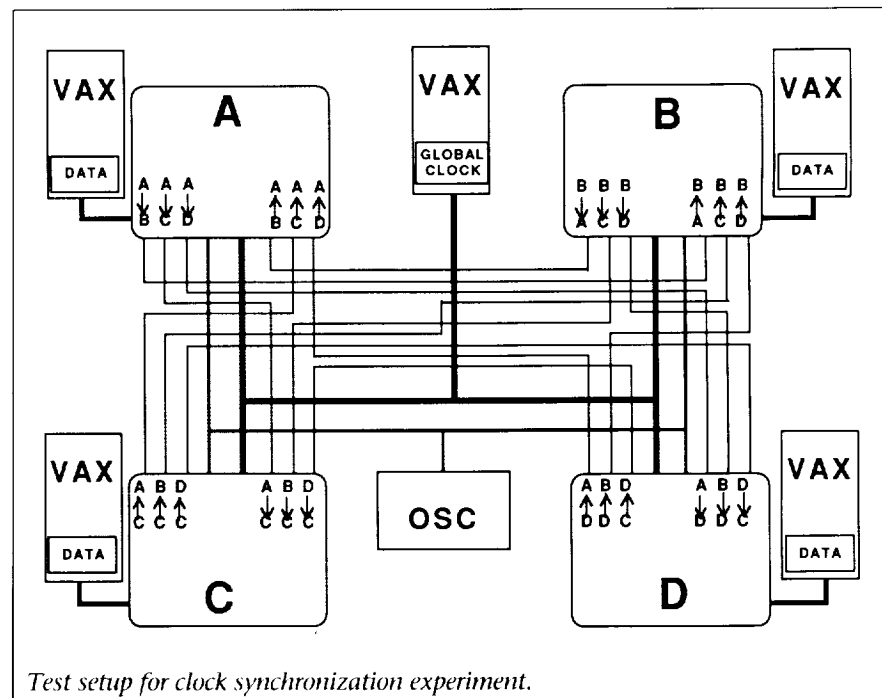 VAX
VAX
VAX
A
B
DATA
GLOBAL
CLOCK
DATA
A A A
B C D
A A A
B C D
B B B
A C D
B B B
A C D
VAX
VAX
A B D
C C C
A B D
C C C
OSC
A B D
D D C
A B D
D D C
DATA
DATA
C
D
Test setup for clock synchronization experiment.